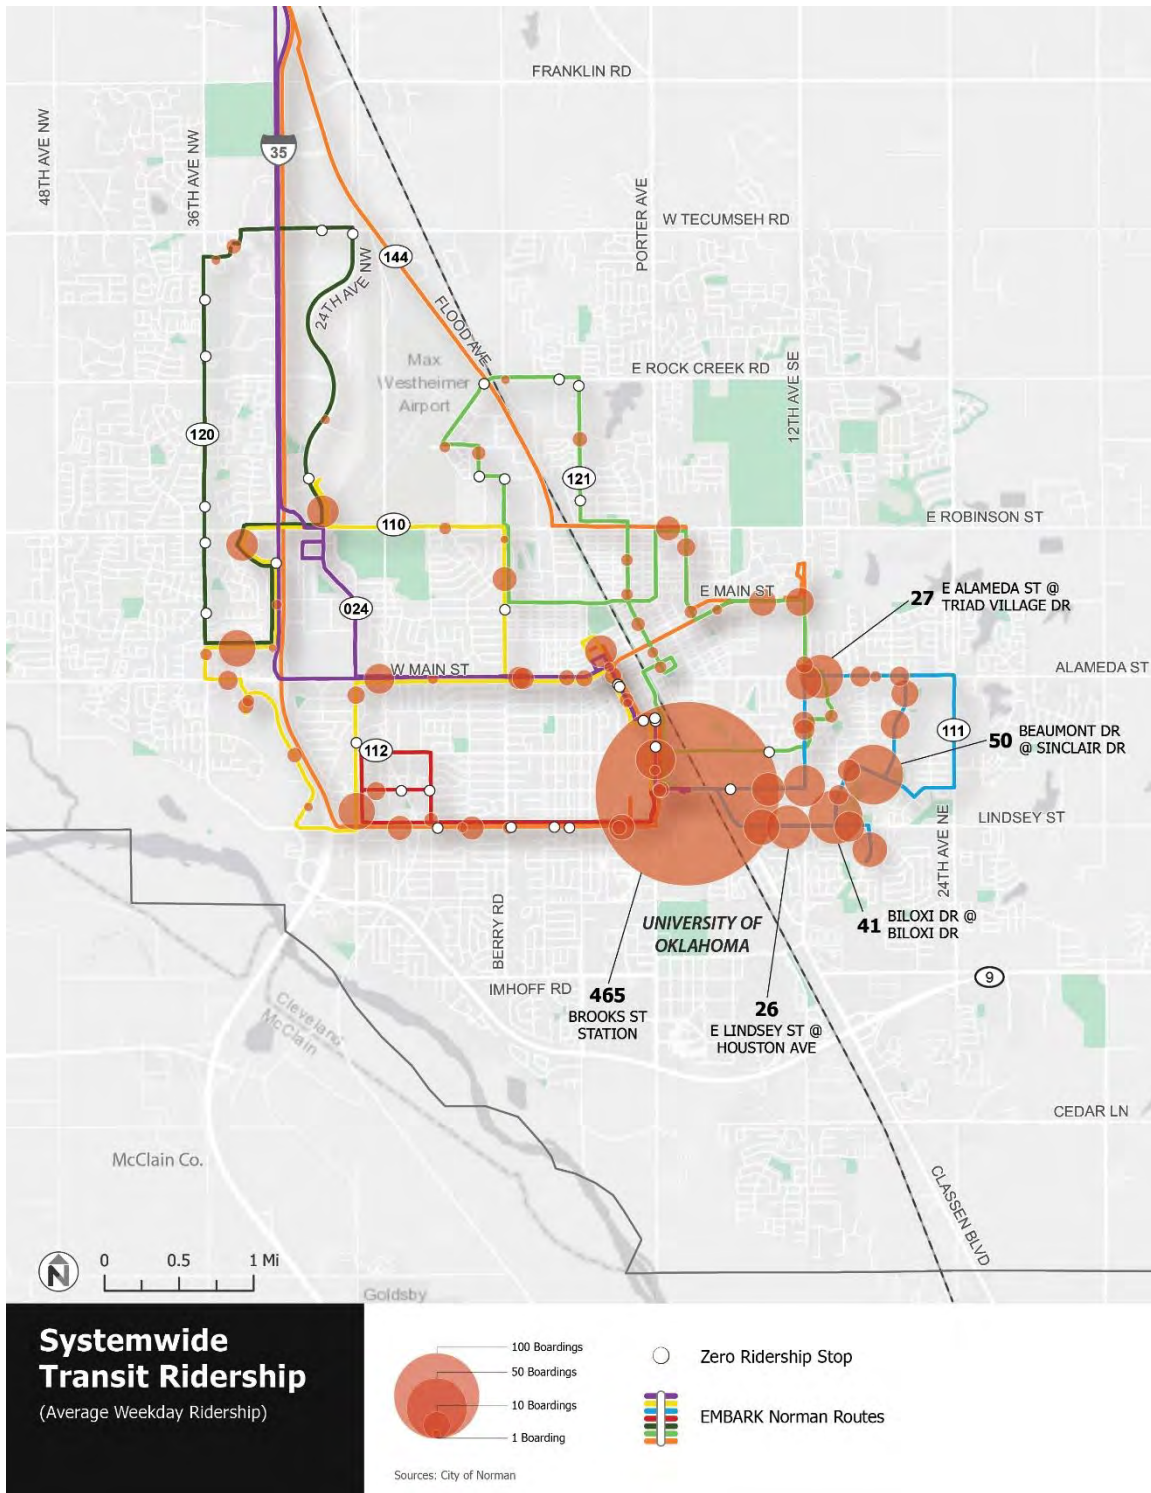 FRANKLIN RD
48TH AVE NW
36TH AVE NW
35
PORTER AVE
W TECUMSEH RD
144
24TH AVE NW
FLOOD AVE
Max
Westheimer
Airport
E ROCK CREEK RD
12TH AVE SE
120
121
110
E ROBINSON ST
024
E MAIN ST
27
E ALAMEDA ST @
TRIAD VILLAGE DR
W MAIN ST
ALAMEDA ST
112
111
50
BEAUMONT DR
@ SINCLAIR DR
LINDSEY ST
24TH AVE NE
BERRY RD
UNIVERSITY OF
OKLAHOMA
41
BILOXI DR @
BILOXI DR
IMHOFF RD
9
465
BROOKS ST
STATION
26
E LINDSEY ST @
HOUSTON AVE
Cleveland
McClain
CEDAR LN
McClain Co.
CLASSEN BLVD
N
0 0.5 1 Mi
Goldsby
Systemwide
Transit Ridership
(Average Weekday Ridership)
100 Boardings
50 Boardings
10 Boardings
1 Boarding
Zero Ridership Stop
EMBARK Norman Routes
Sources: City of Norman